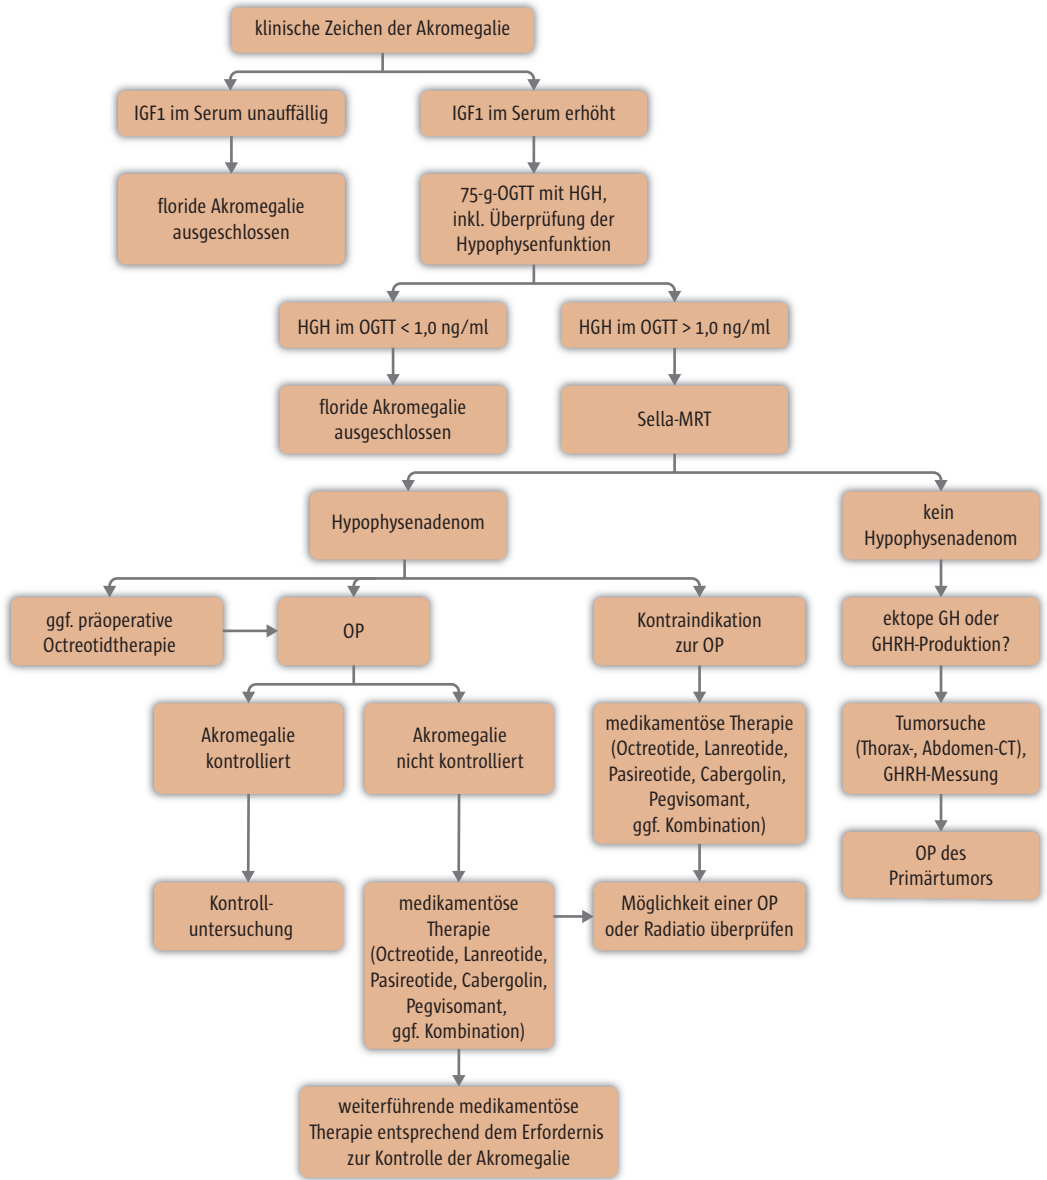 klinische Zeichen der Akromegalie
IGF1 im Serum unauffällig
IGF1 im Serum erhöht
floride Akromegalie
ausgeschlossen
75-g-OGTT mit HGH,
inkl. Überprüfung der
Hypophysenfunktion
HGH im OGTT < 1,0 ng/ml
HGH im OGTT > 1,0 ng/ml
floride Akromegalie
ausgeschlossen
Sella-MRT
Hypophysenadenom
kein
Hypophysenadenom
ggf. präoperative
Octreotidtherapie
OP
Kontraindikation
zur OP
ektope GH oder
GHRH-Produktion?
Akromegalie
kontrolliert
Akromegalie
nicht kontrolliert
medikamentöse Therapie
(Octreotide, Lanreotide,
Pasireotide, Cabergolin,
Pegvisomant,
ggf. Kombination)
Tumorsuche
(Thorax-, Abdomen-CT),
GHRH-Messung
OP des
Primärtumors
Kontroll-
untersuchung
medikamentöse
Therapie
(Octreotide, Lanreotide,
Pasireotide, Cabergolin,
Pegvisomant,
ggf. Kombination)
Möglichkeit einer OP
oder Radiatio überprüfen
weiterführende medikamentöse
Therapie entsprechend dem Erfordernis
zur Kontrolle der Akromegalie